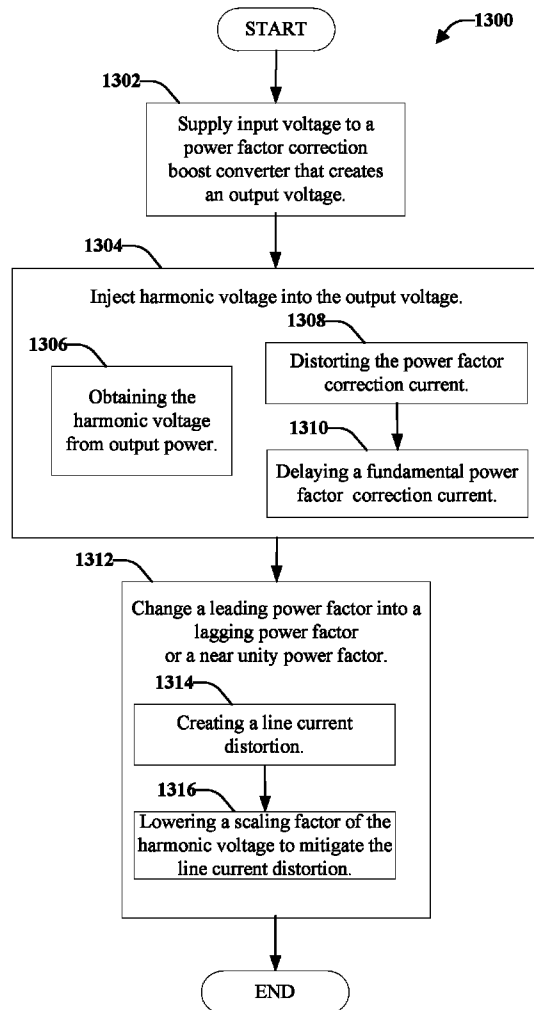 START
1300
1302
Supply input voltage to a
power factor correction
boost converter that creates
an output voltage.
1304
Inject harmonic voltage into the output voltage.
1306
Obtaining the
harmonic voltage
from output power.
1308
Distorting the power factor
correction current.
1310
Delaying a fundamental power
factor correction current.
1312
Change a leading power factor into a
lagging power factor
or a near unity power factor.
1314
Creating a line current
distortion.
1316
Lowering a scaling factor of the
harmonic voltage to mitigate the
line current distortion.
END